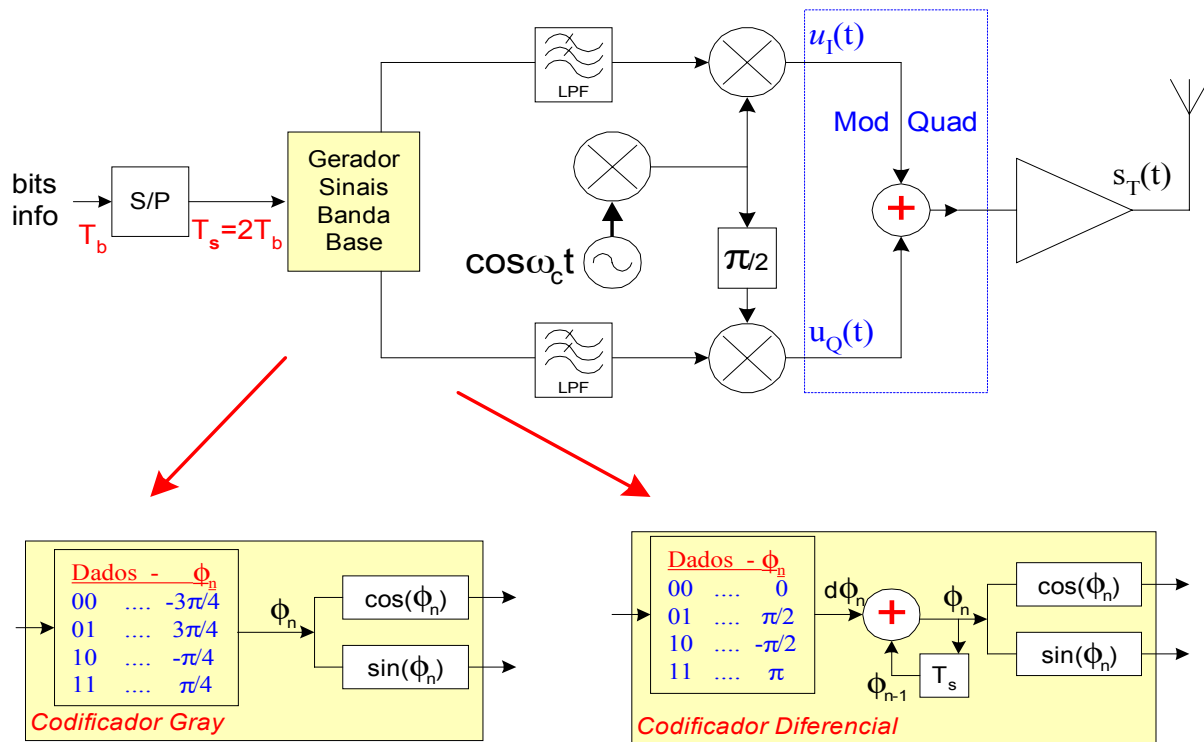 u_I(t)
LPF
Mod Quad
bits
info
S/P
T_b
T_s=2T_b
Gerador
Sinais
Banda
Base
cosω_ct
π/2
+
s_T(t)
LPF
u_Q(t)
Dados - ϕ_n
00 .... -3π/4
01 .... 3π/4
10 .... -π/4
11 .... π/4
ϕ_n
cos(ϕ_n)
sin(ϕ_n)
Codificador Gray
Dados - ϕ_n
00 .... 0
01 .... π/2
10 .... -π/2
11 .... π
dϕ_n
+
ϕ_n
ϕ_{n-1}
T_s
cos(ϕ_n)
sin(ϕ_n)
Codificador Diferencial